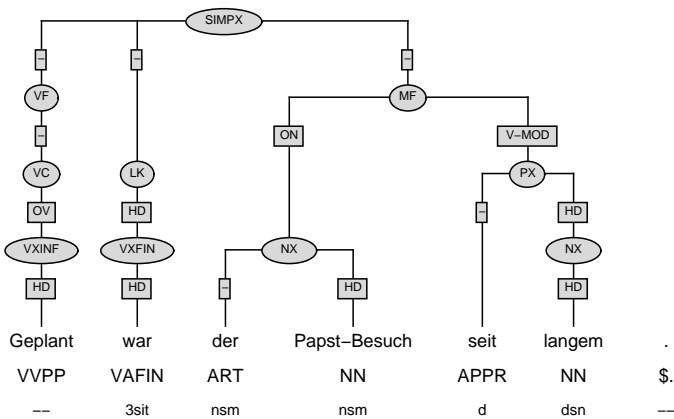 SIMPX
– – –
VF MF
– ON V–MOD
VC LK PX
OV HD – HD
VXINF VXFIN NX NX
HD HD – HD HD
Geplant war der Papst–Besuch seit langem .
VVPP VAFIN ART NN APPR NN $.
–– 3sit nsm nsm d dsn ––